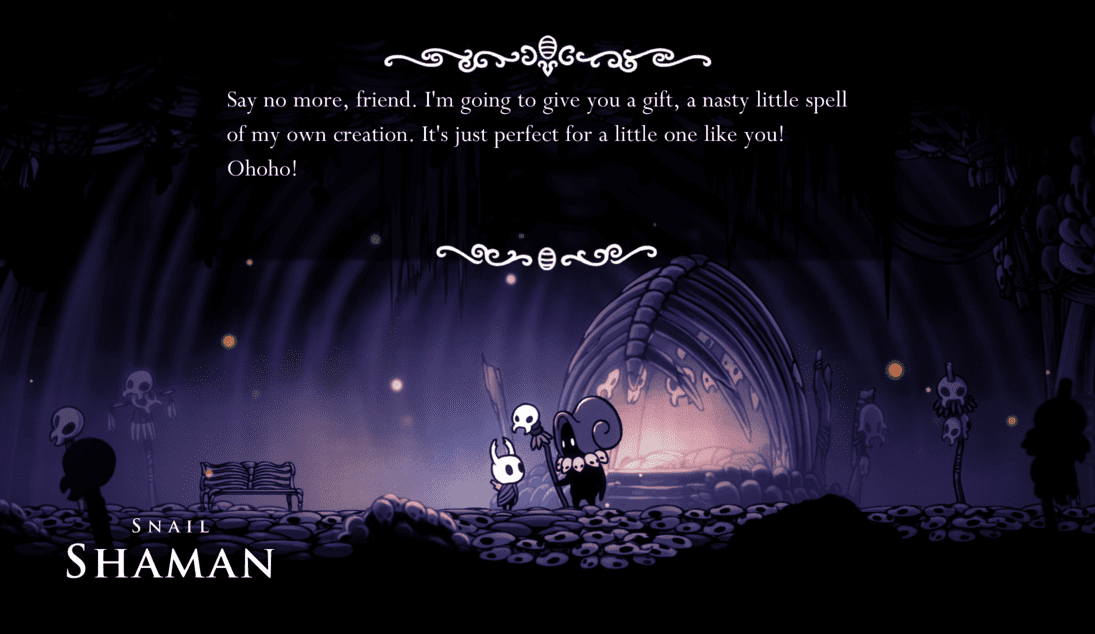 Say no more, friend. I'm going to give you a gift, a nasty little spell
of my own creation. It's just perfect for a little one like you!
Ohoho!
SNAIL
SHAMAN